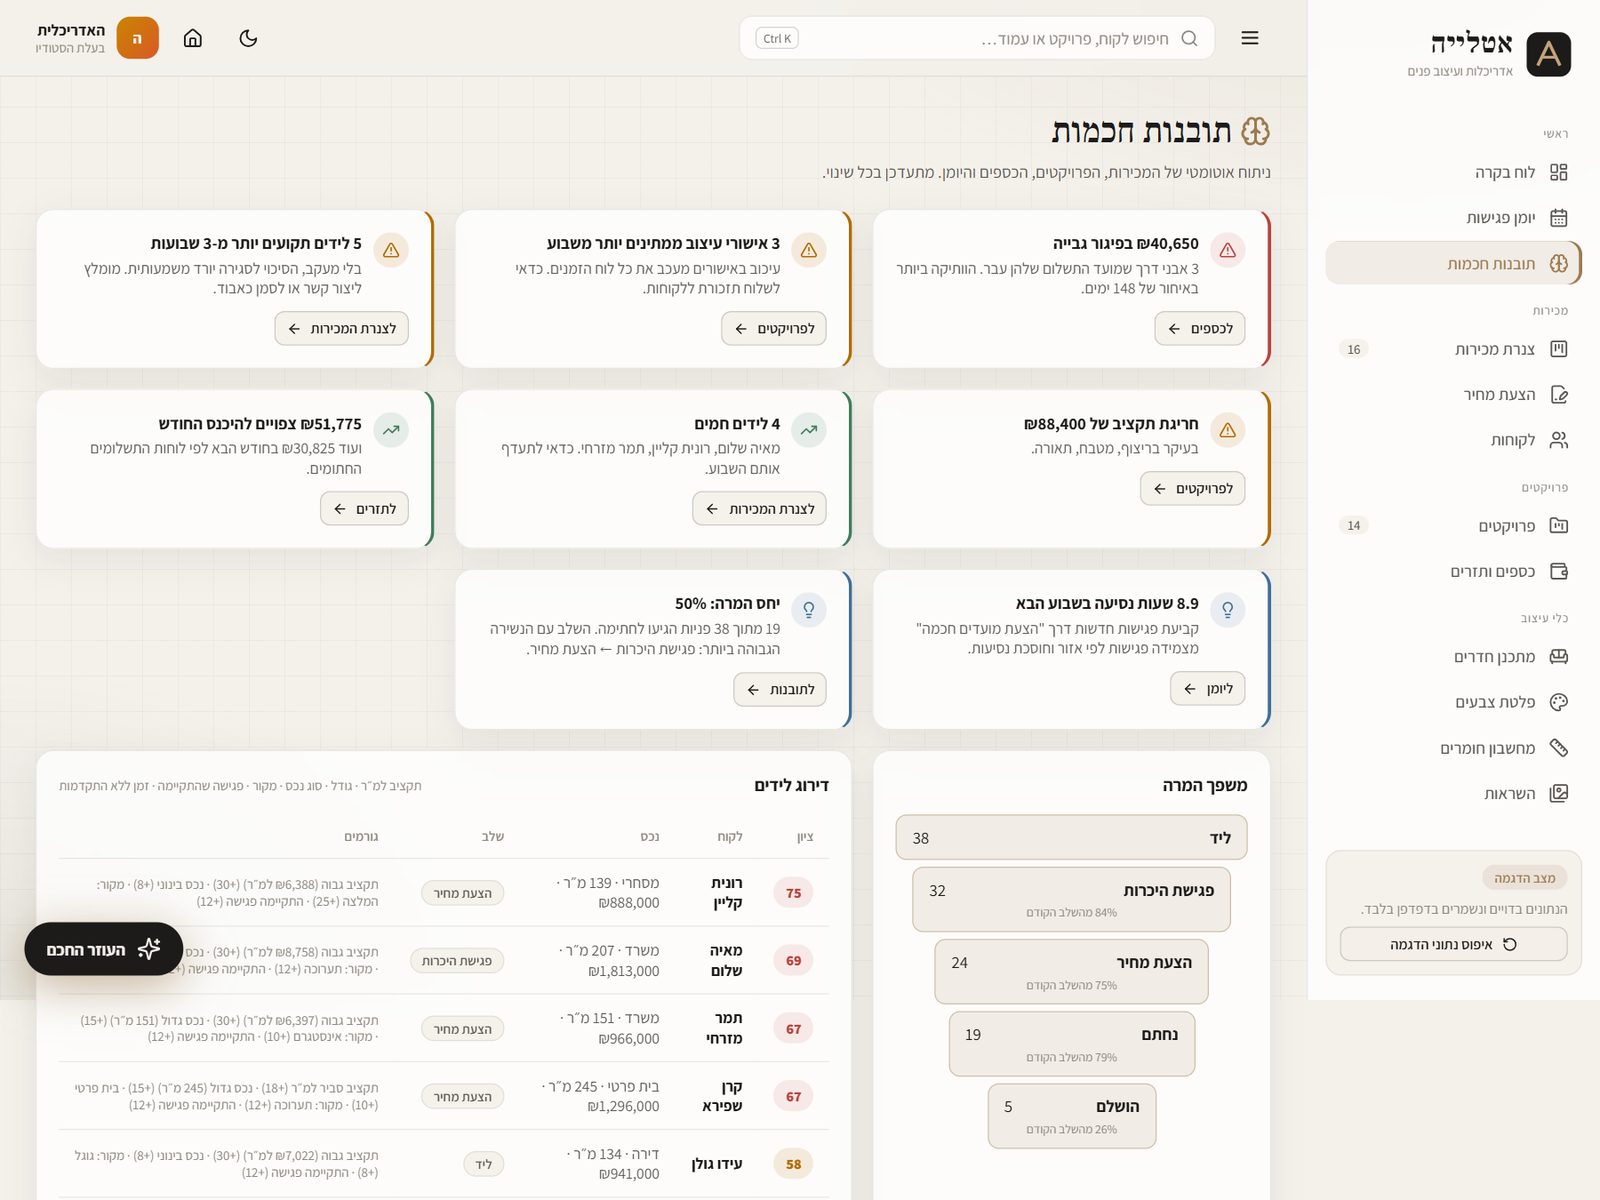 אטלייה
אדריכלות ועיצוב פנים
ראשי
לוח בקרה
יומן פגישות
תובנות חכמות
מכירות
צנרת מכירות
16
הצעת מחיר
לקוחות
פרויקטים
פרויקטים
14
כספים ותזרים
כלי עיצוב
מתכנן חדרים
פלטת צבעים
מחשבון חומרים
השראות
מצב הדגמה
הנתונים בדויים ונשמרים בדפדפן בלבד.
איפוס נתוני הדגמה
חיפוש לקוח, פרויקט או עמוד…
Ctrl K
ה
האדריכלית
בעלת הסטודיו
תובנות חכמות
ניתוח אוטומטי של המכירות, הפרויקטים, הכספים והיומן. מתעדכן בכל שינוי.
₪40,650 בפיגור גבייה
3 אבני דרך שמועד התשלום שלהן עבר. הוותיקה ביותר
באיחור של 148 ימים.
לכספים ←
3 אישורי עיצוב ממתינים יותר משבוע
עיכוב באישורים מעכב את כל לוח הזמנים. כדאי
לשלוח תזכורת ללקוחות.
לפרויקטים ←
5 לידים תקועים יותר מ-3 שבועות
בלי מעקב, הסיכוי לסגירה יורד משמעותית. מומלץ
ליצור קשר או לסמן כאבוד.
לצנרת המכירות ←
חריגת תקציב של ₪88,400
בעיקר בריצוף, מטבח, תאורה.
לפרויקטים ←
4 לידים חמים
מאיה שלום, רונית קליין, תמר מזרחי. כדאי לתעדף
אותם השבוע.
לצנרת המכירות ←
₪51,775 צפויים להיכנס החודש
ועוד ₪30,825 בחודש הבא לפי לוחות התשלומים
החתומים.
לתזרים ←
8.9 שעות נסיעה בשבוע הבא
קביעת פגישות חדשות דרך "הצעת מועדים חכמה"
מצמידה פגישות לפי אזור וחוסכת נסיעות.
ליומן ←
יחס המרה: 50%
19 מתוך 38 פניות הגיעו לחתימה. השלב עם הנשירה
הגבוהה ביותר: פגישת היכרות ← הצעת מחיר.
לתובנות ←
משפך המרה
ליד 38
פגישת היכרות 32
84% מהשלב הקודם
הצעת מחיר 24
75% מהשלב הקודם
נחתם 19
79% מהשלב הקודם
הושלם 5
26% מהשלב הקודם
דירוג לידים
תקציב למ״ר · גודל · סוג נכס · מקור · פגישה שהתקיימה · זמן ללא התקדמות
ציון לקוח נכס שלב גורמים
75
רונית
קליין
מסחרי · 139 מ״ר ·
₪888,000
הצעת מחיר
תקציב גבוה (₪6,388 למ״ר) (+30) · נכס בינוני (+8) · מקור:
המלצה (+25) · התקיימה פגישה (+12)
69
מאיה
שלום
משרד · 207 מ״ר ·
₪1,813,000
פגישת היכרות
תקציב גבוה (₪8,758 למ״ר) (+30) · נכס
· מקור: תערוכה (+12) · התקיימה פגישה
67
תמר
מזרחי
משרד · 151 מ״ר ·
₪966,000
הצעת מחיר
תקציב גבוה (₪6,397 למ״ר) (+30) · נכס גדול (151 מ״ר) (+15)
· מקור: אינסטגרם (+10) · התקיימה פגישה (+12)
67
קרן
שפירא
בית פרטי · 245 מ״ר ·
₪1,296,000
הצעת מחיר
תקציב סביר למ״ר (+18) · נכס גדול (245 מ״ר) (+15) · בית פרטי
(+10) · מקור: תערוכה (+12) · התקיימה פגישה (+12)
58
עידו גולן
דירה · 134 מ״ר ·
₪941,000
ליד
תקציב גבוה (₪7,022 למ״ר) (+30) · נכס בינוני (+8) · מקור: גוגל
(+8) · התקיימה פגישה (+12)
העוזר החכם